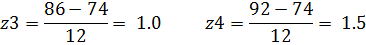 z3 = (86 − 74)/12 = 1.0    z4 = (92 − 74)/12 = 1.5